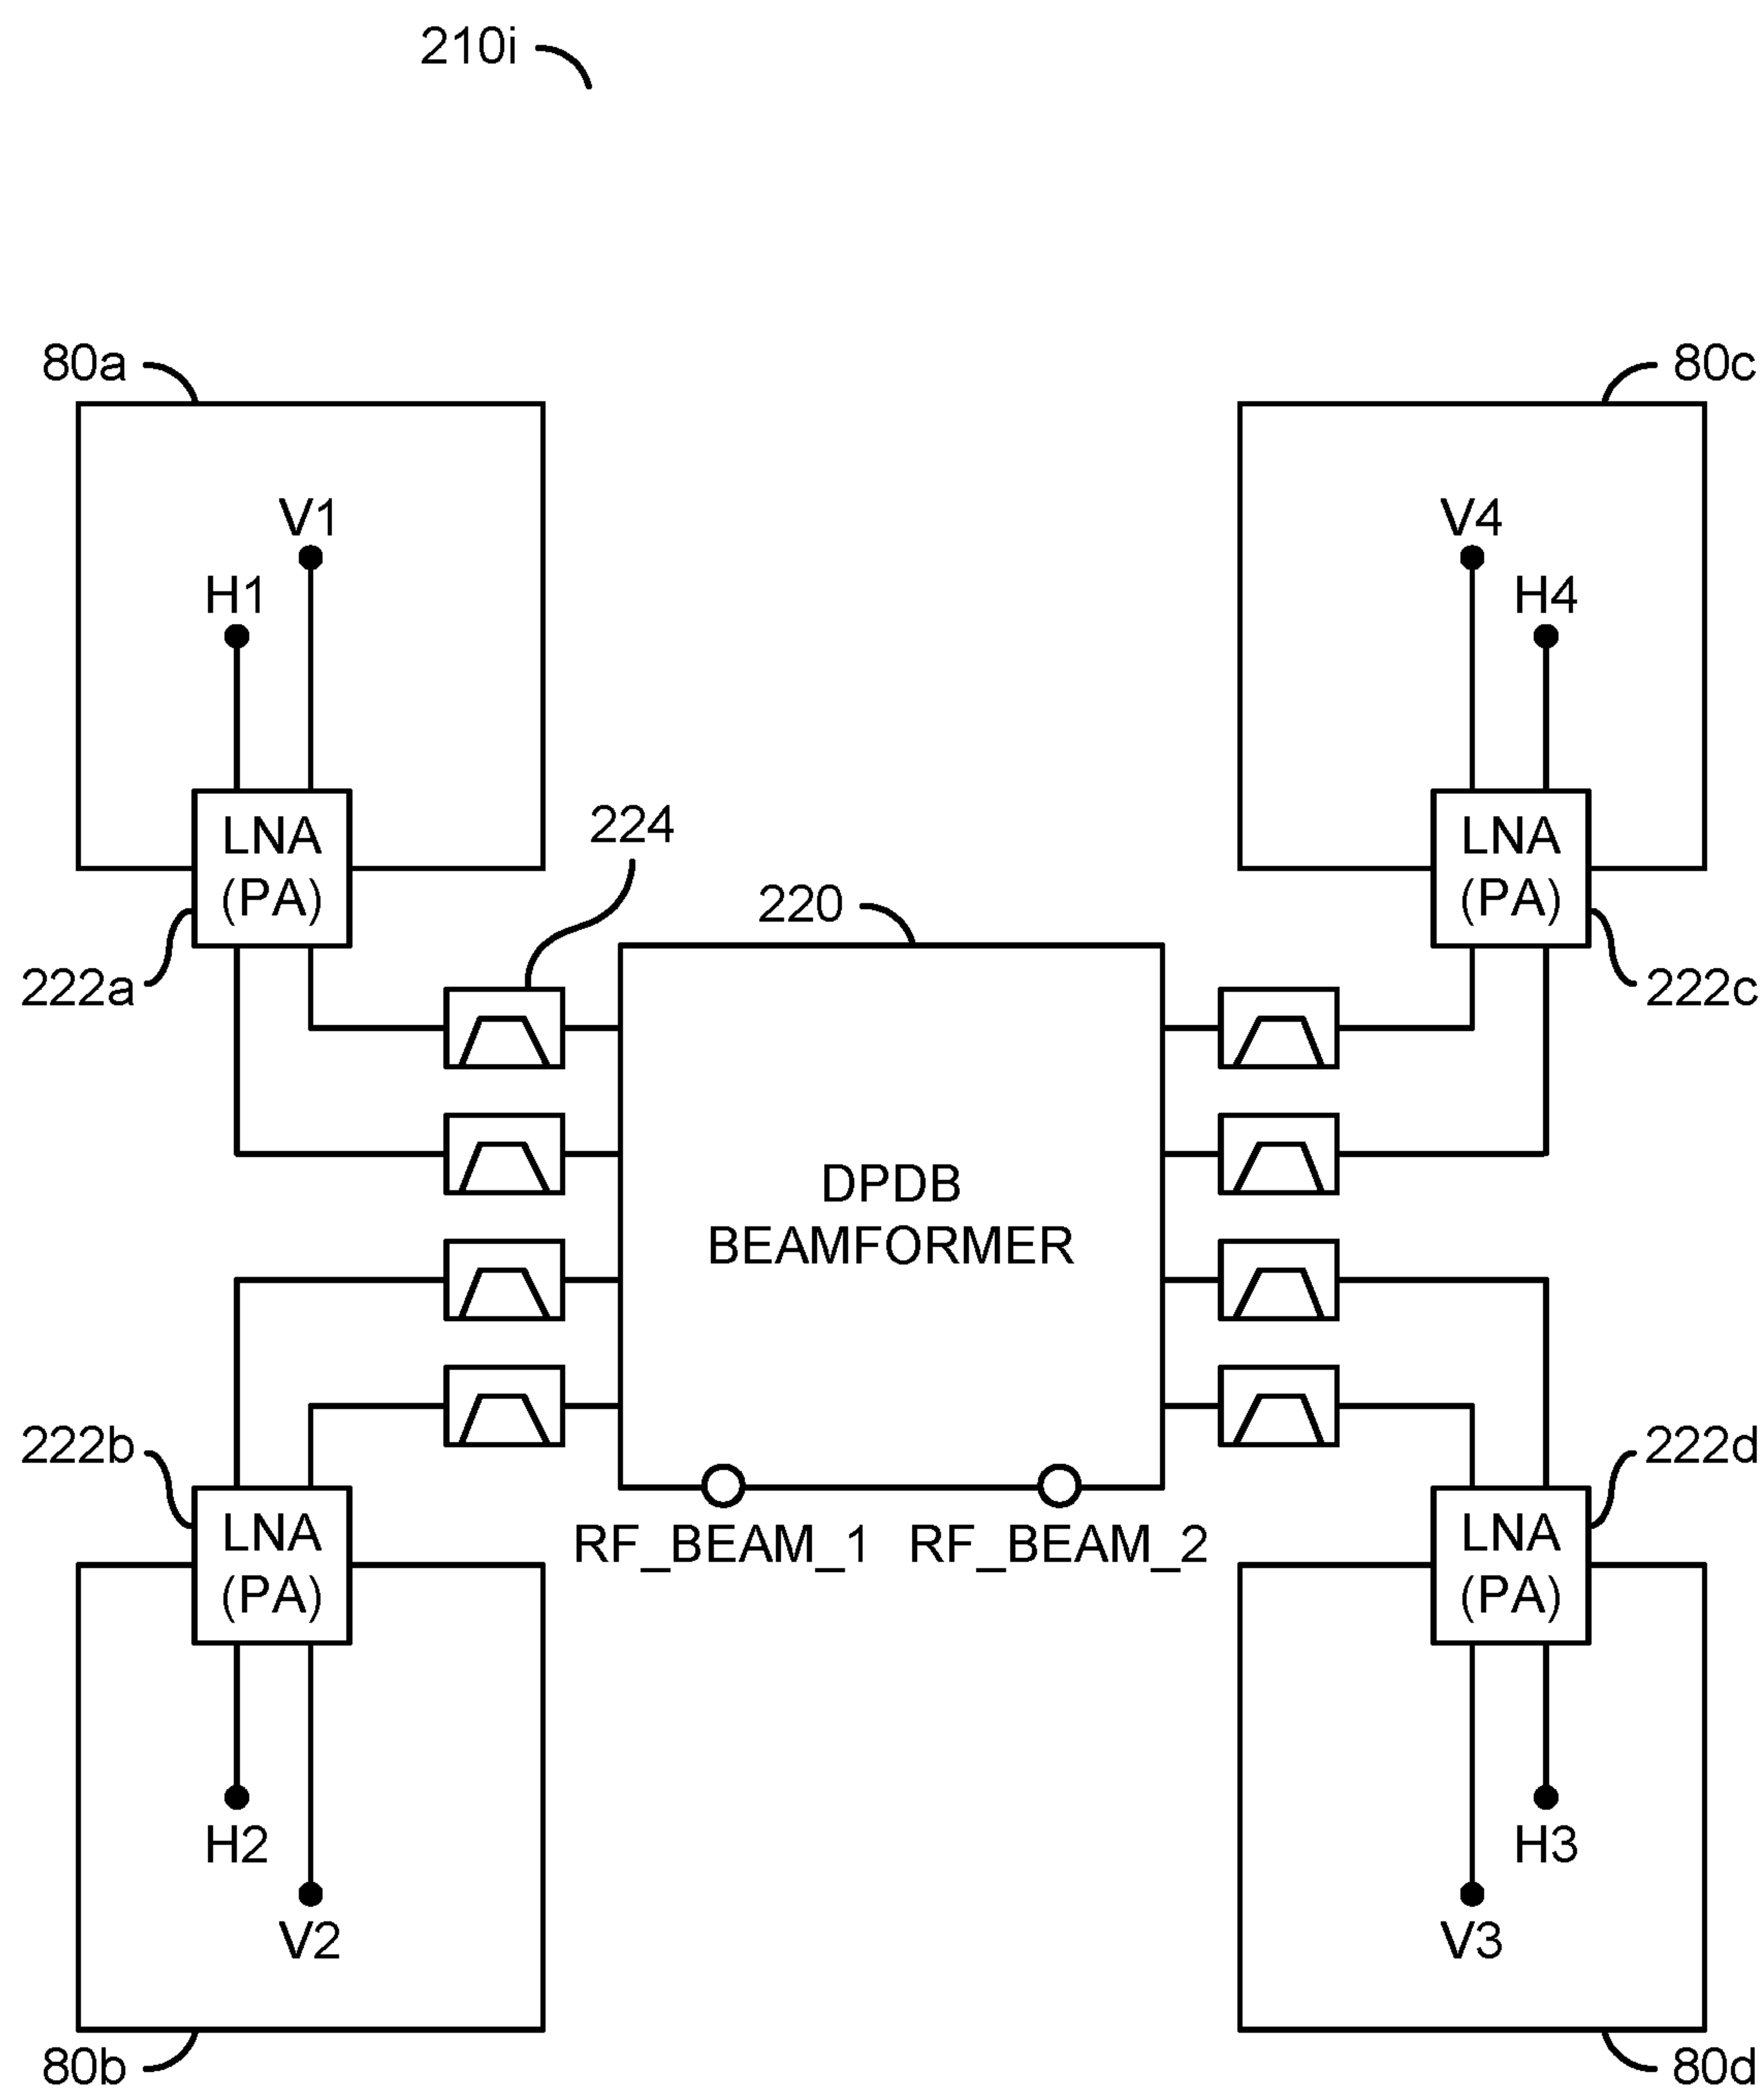 210i
80a
80c
V1
V4
H1
H4
LNA
(PA)
LNA
(PA)
224
220
222a
222c
DPDB
BEAMFORMER
222b
222d
LNA
(PA)
RF_BEAM_1
RF_BEAM_2
LNA
(PA)
H2
H3
V2
V3
80b
80d